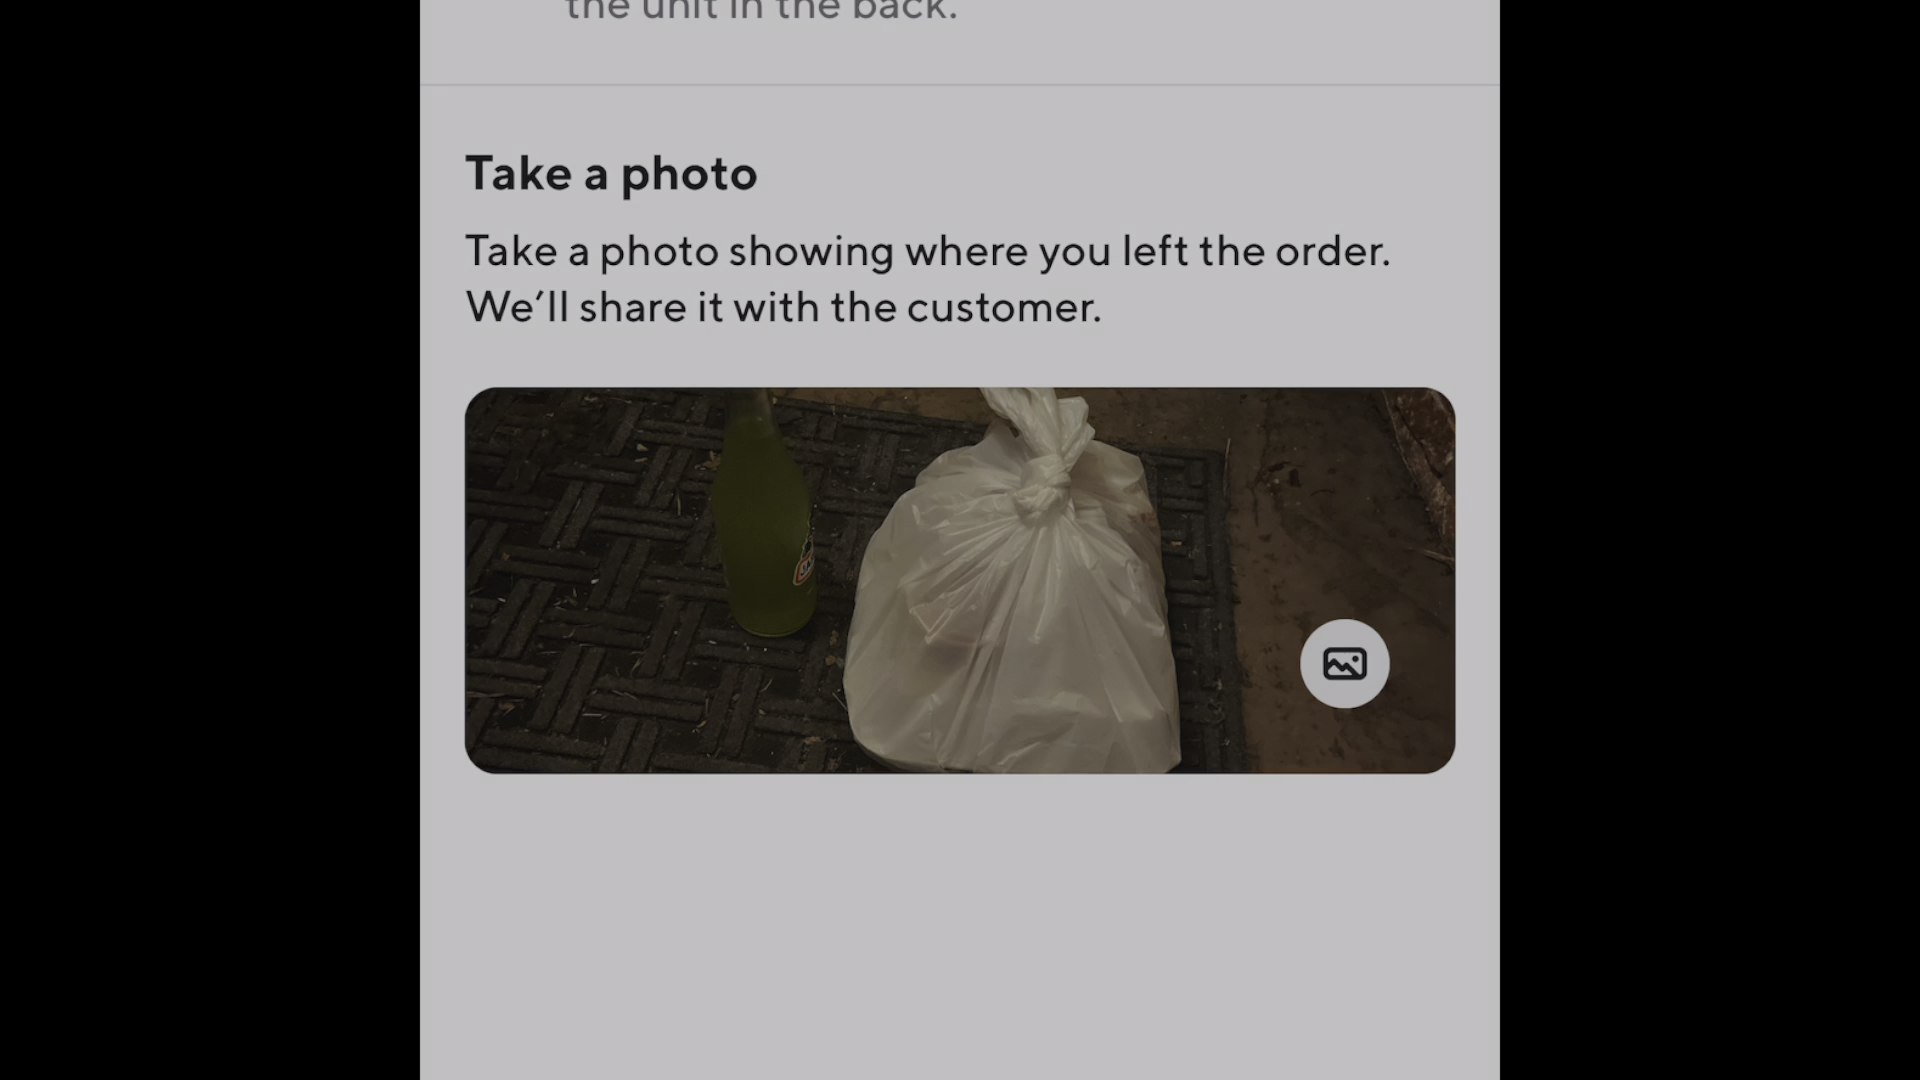 the unit in the back.
Take a photo
Take a photo showing where you left the order.
We’ll share it with the customer.